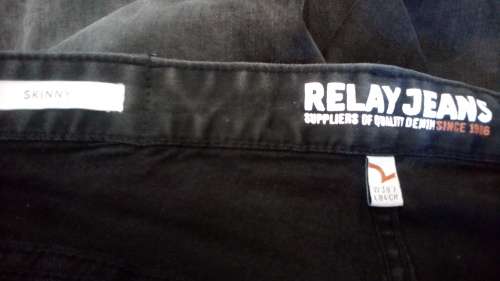 SKINNY
RELAY JEANS
SUPPLIERS OF QUALITY DENIM SINCE 1986